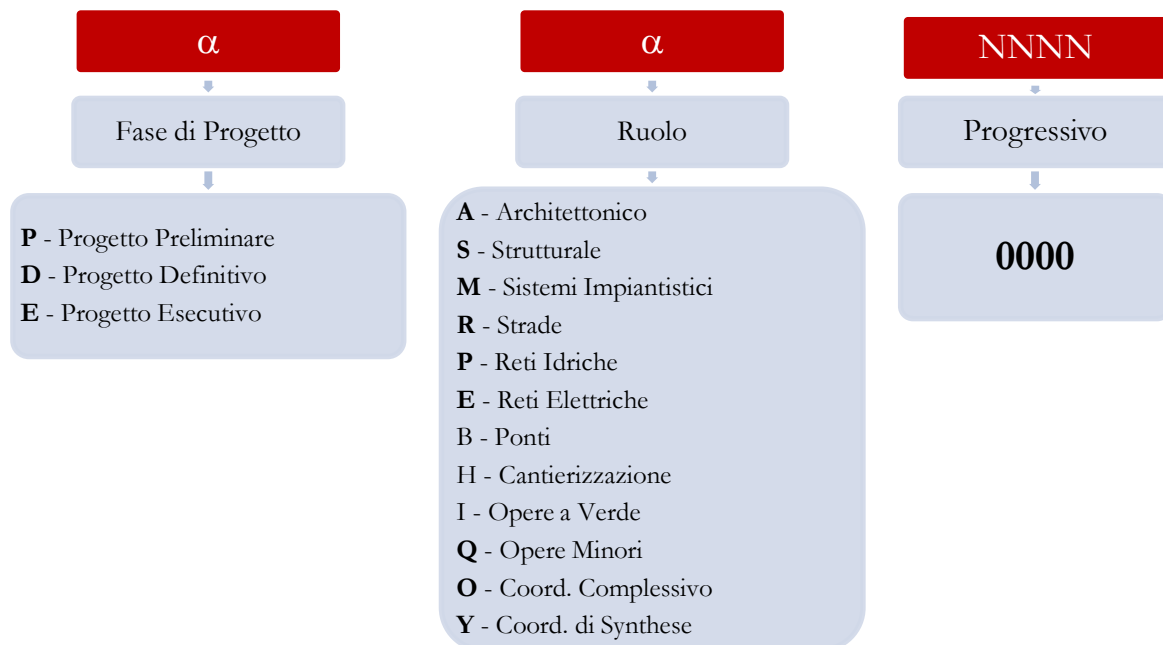 α
Fase di Progetto
P - Progetto Preliminare
D - Progetto Definitivo
E - Progetto Esecutivo
α
Ruolo
A - Architettonico
S - Strutturale
M - Sistemi Impiantistici
R - Strade
P - Reti Idriche
E - Reti Elettriche
B - Ponti
H - Cantierizzazione
I - Opere a Verde
Q - Opere Minori
O - Coord. Complessivo
Y - Coord. di Synthese
NNNN
Progressivo
0000